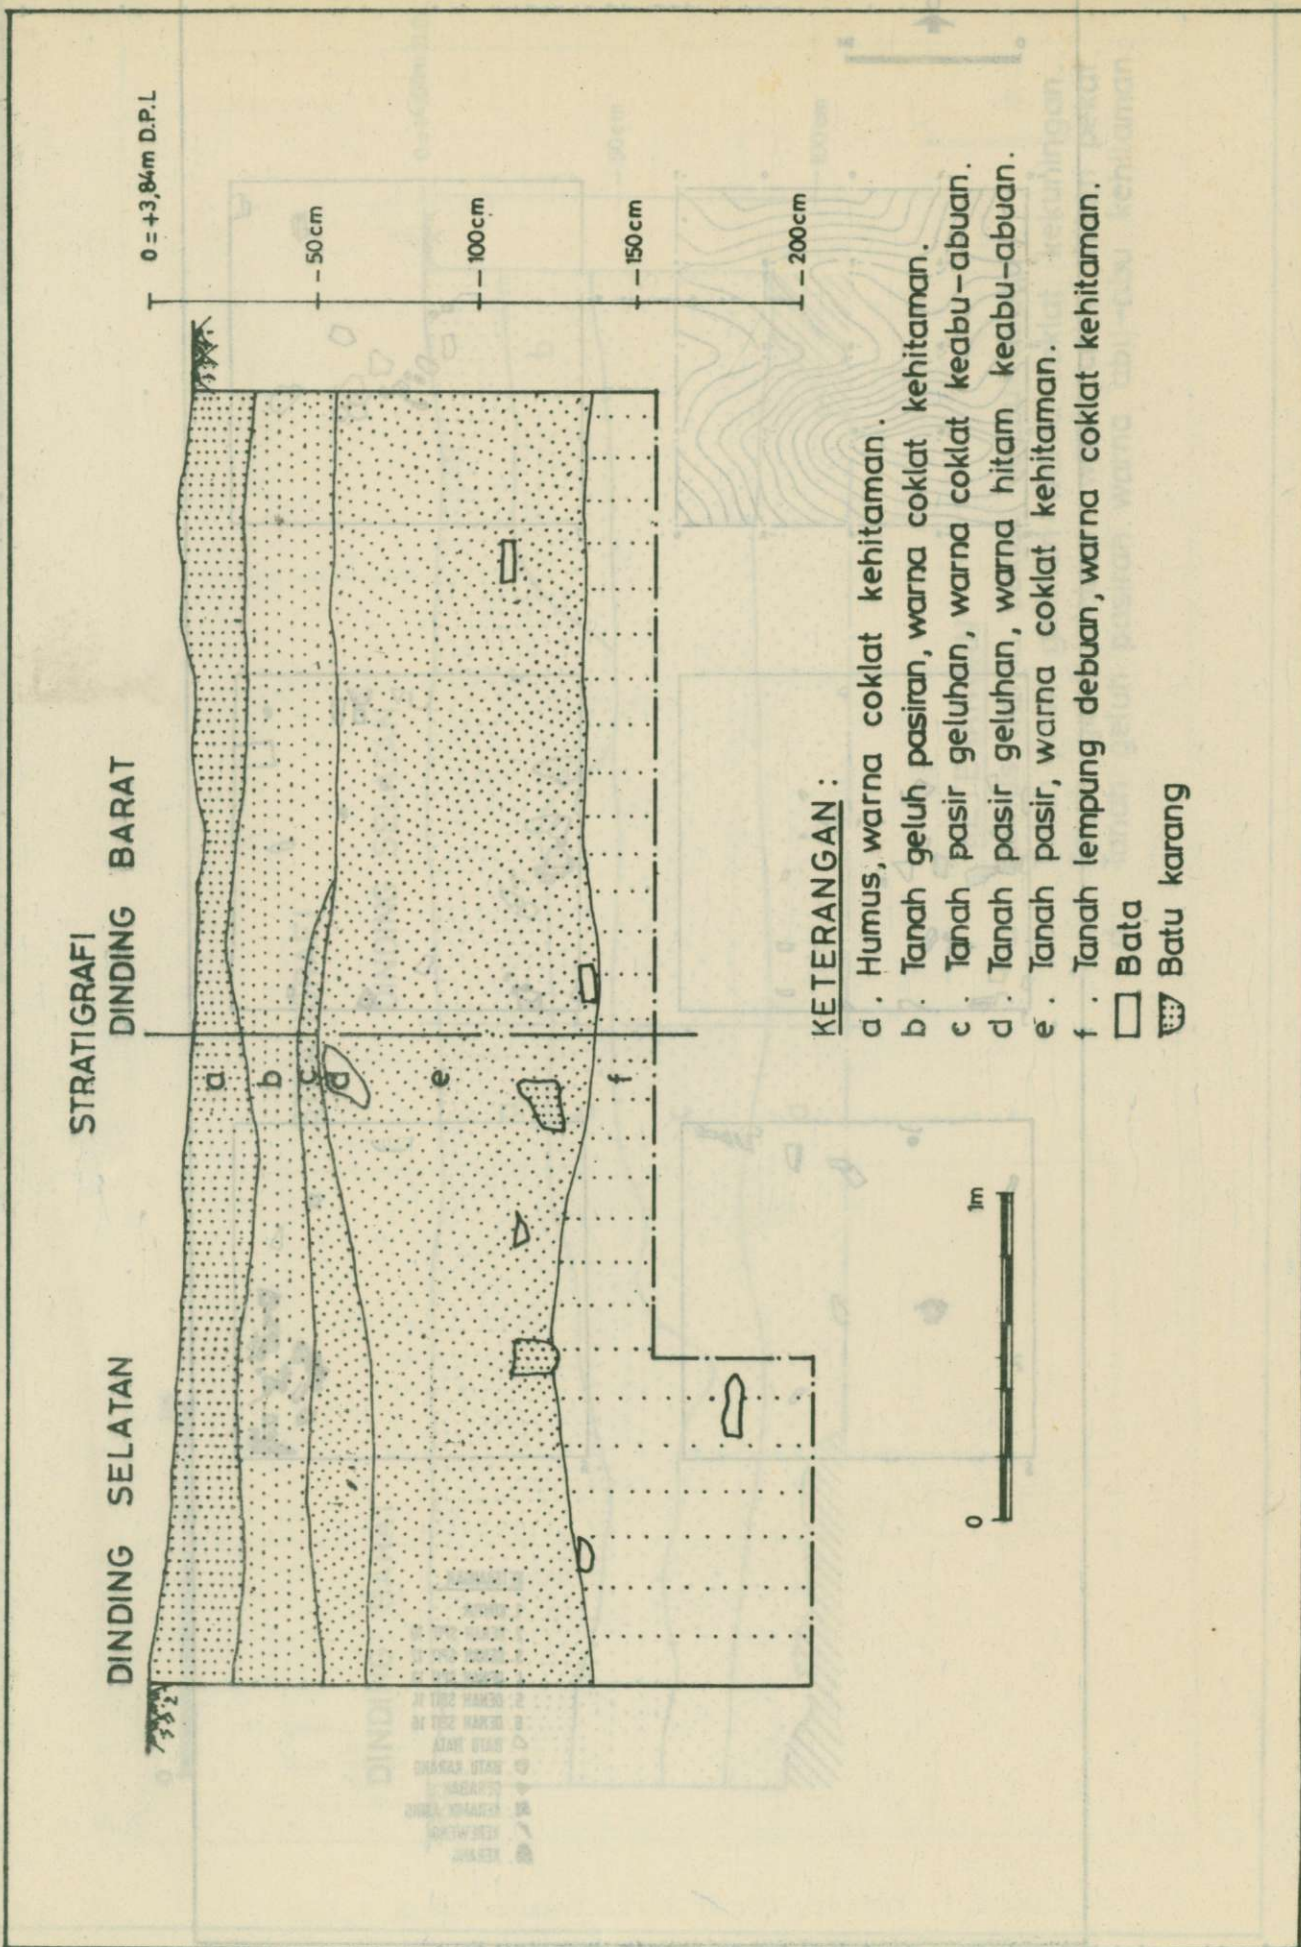 STRATIGRAFI
DINDING SELATAN
DINDING BARAT
0 = +3,84m D.P.L
50cm
100cm
150cm
200cm
a
b
c
d
e
f
0
1m
KETERANGAN :
a . Humus, warna coklat kehitaman .
b . Tanah geluh pasiran, warna coklat kehitaman.
c . Tanah pasir geluhan, warna coklat keabu-abuan.
d . Tanah pasir geluhan, warna hitam keabu-abuan.
e . Tanah pasir, warna coklat kehitaman.
f . Tanah lempung debuan, warna coklat kehitaman.
Bata
Batu karang